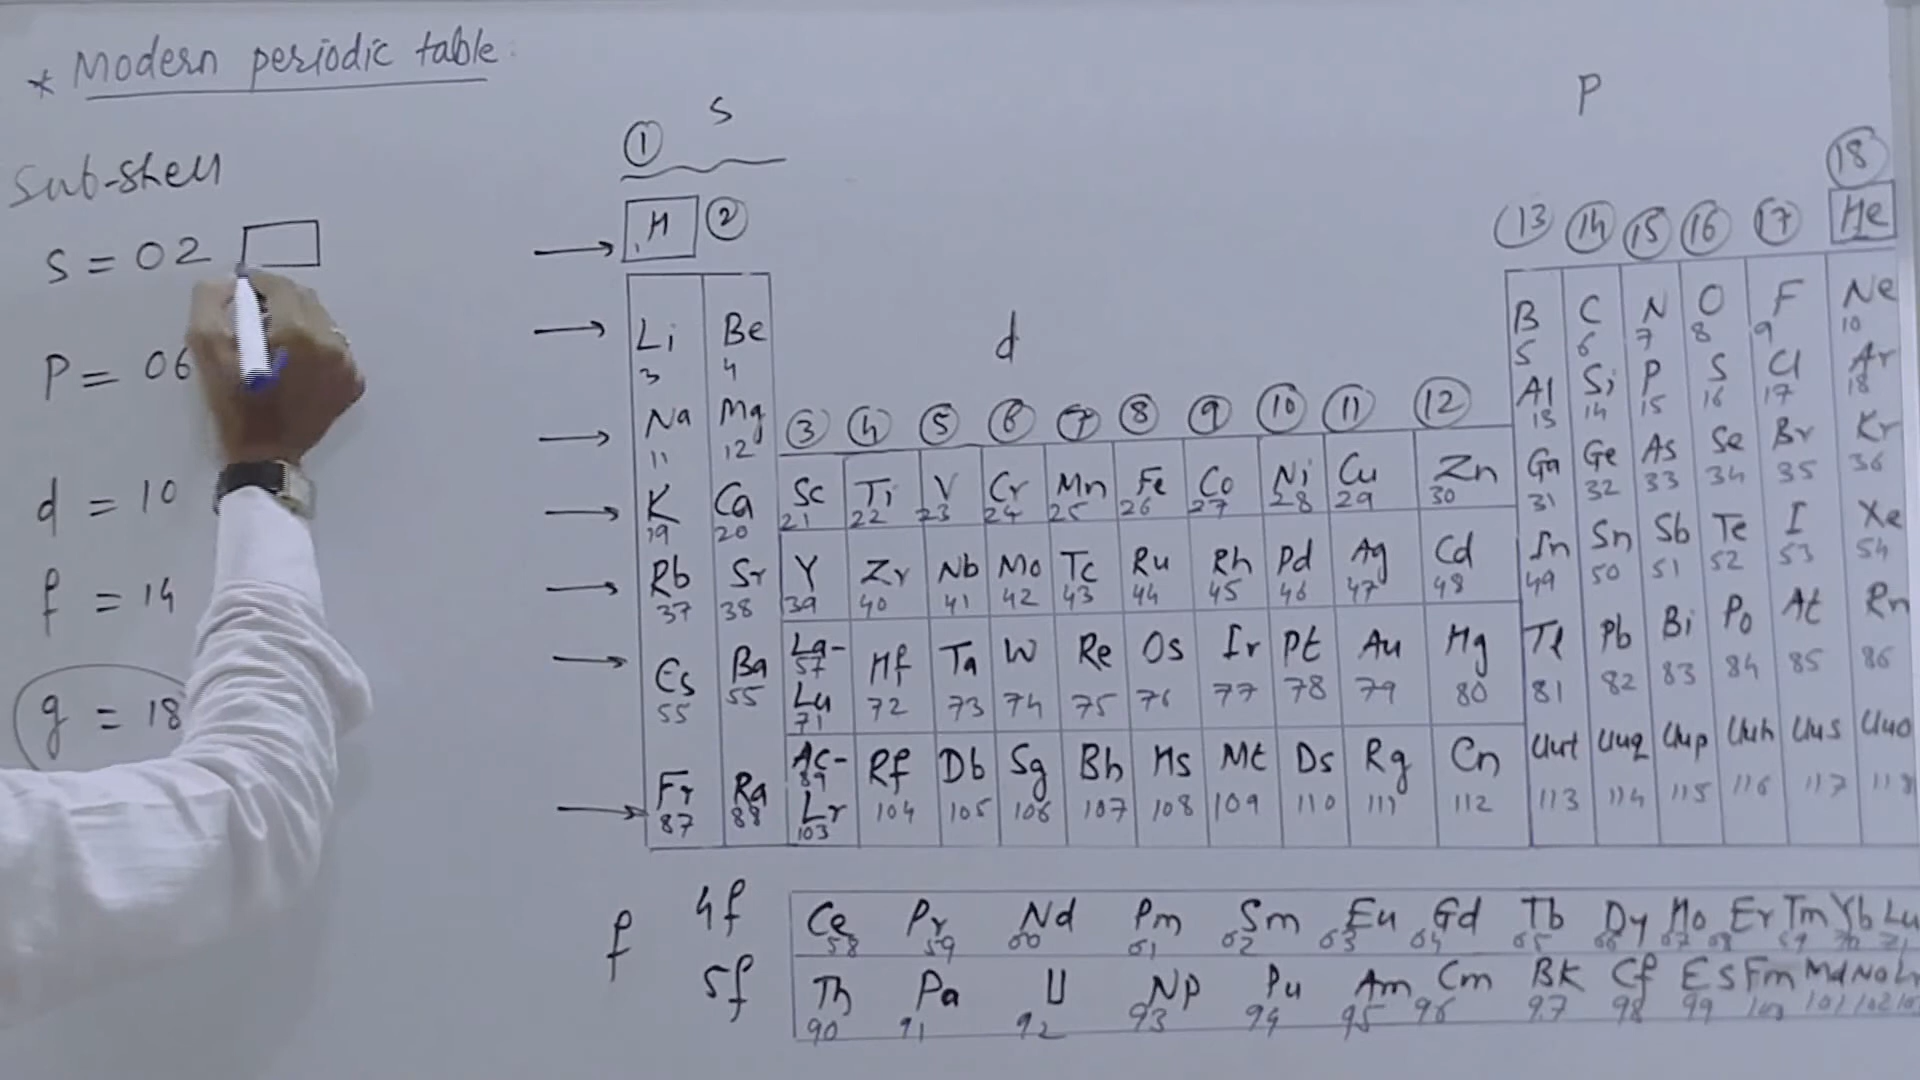 * Modern periodic table.
Sub-shell
S = 02
P = 06
d = 10
f = 14
g = 18
s
P
d
f
① ②
③ ④ ⑤ ⑥ ⑦ ⑧ ⑨ ⑩ ⑪ ⑫
⑬ ⑭ ⑮ ⑯ ⑰ ⑱
H He
Li Be B C N O F Ne
3 4 5 6 7 8 9 10
Na Mg Al Si P S Cl Ar
11 12 13 14 15 16 17 18
K Ca Sc Ti V Cr Mn Fe Co Ni Cu Zn Ga Ge As Se Br Kr
19 20 21 22 23 24 25 26 27 28 29 30 31 32 33 34 35 36
Rb Sr Y Zr Nb Mo Tc Ru Rh Pd Ag Cd In Sn Sb Te I Xe
37 38 39 40 41 42 43 44 45 46 47 48 49 50 51 52 53 54
Cs Ba La- Hf Ta W Re Os Ir Pt Au Hg Tl Pb Bi Po At Rn
55 55 57 72 73 74 75 76 77 78 79 80 81 82 83 84 85 86
Lu
71
Fr Ra Ac- Rf Db Sg Bh Hs Mt Ds Rg Cn Uut Uuq Uup Uuh Uus Uuo
87 88 89 104 105 106 107 108 109 110 111 112 113 114 115 116 117 118
Lr
103
4f Ce Pr Nd Pm Sm Eu Gd Tb Dy Ho Er Tm Yb Lu
58 59 60 61 62 63 64 65 66 67 68 69 70 71
5f Th Pa U Np Pu Am Cm Bk Cf Es Fm Md No
90 91 92 93 94 95 96 97 98 99 100 101 102